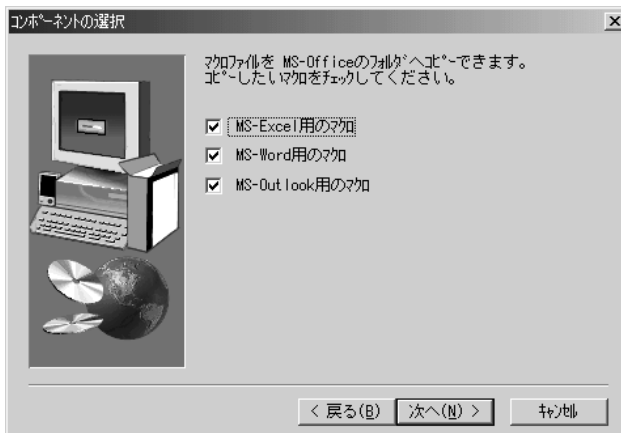 コンポーネントの選択
ﾏｸﾛﾌｧｲﾙを MS-Officeのﾌｫﾙﾀﾞへｺﾋﾟｰできます。
ｺﾋﾟｰしたいﾏｸﾛをﾁｪｯｸしてください。
MS-Excel用のﾏｸﾛ
MS-Word用のﾏｸﾛ
MS-Outlook用のﾏｸﾛ
< 戻る(B)
次へ(N) >
ｷｬﾝｾﾙ